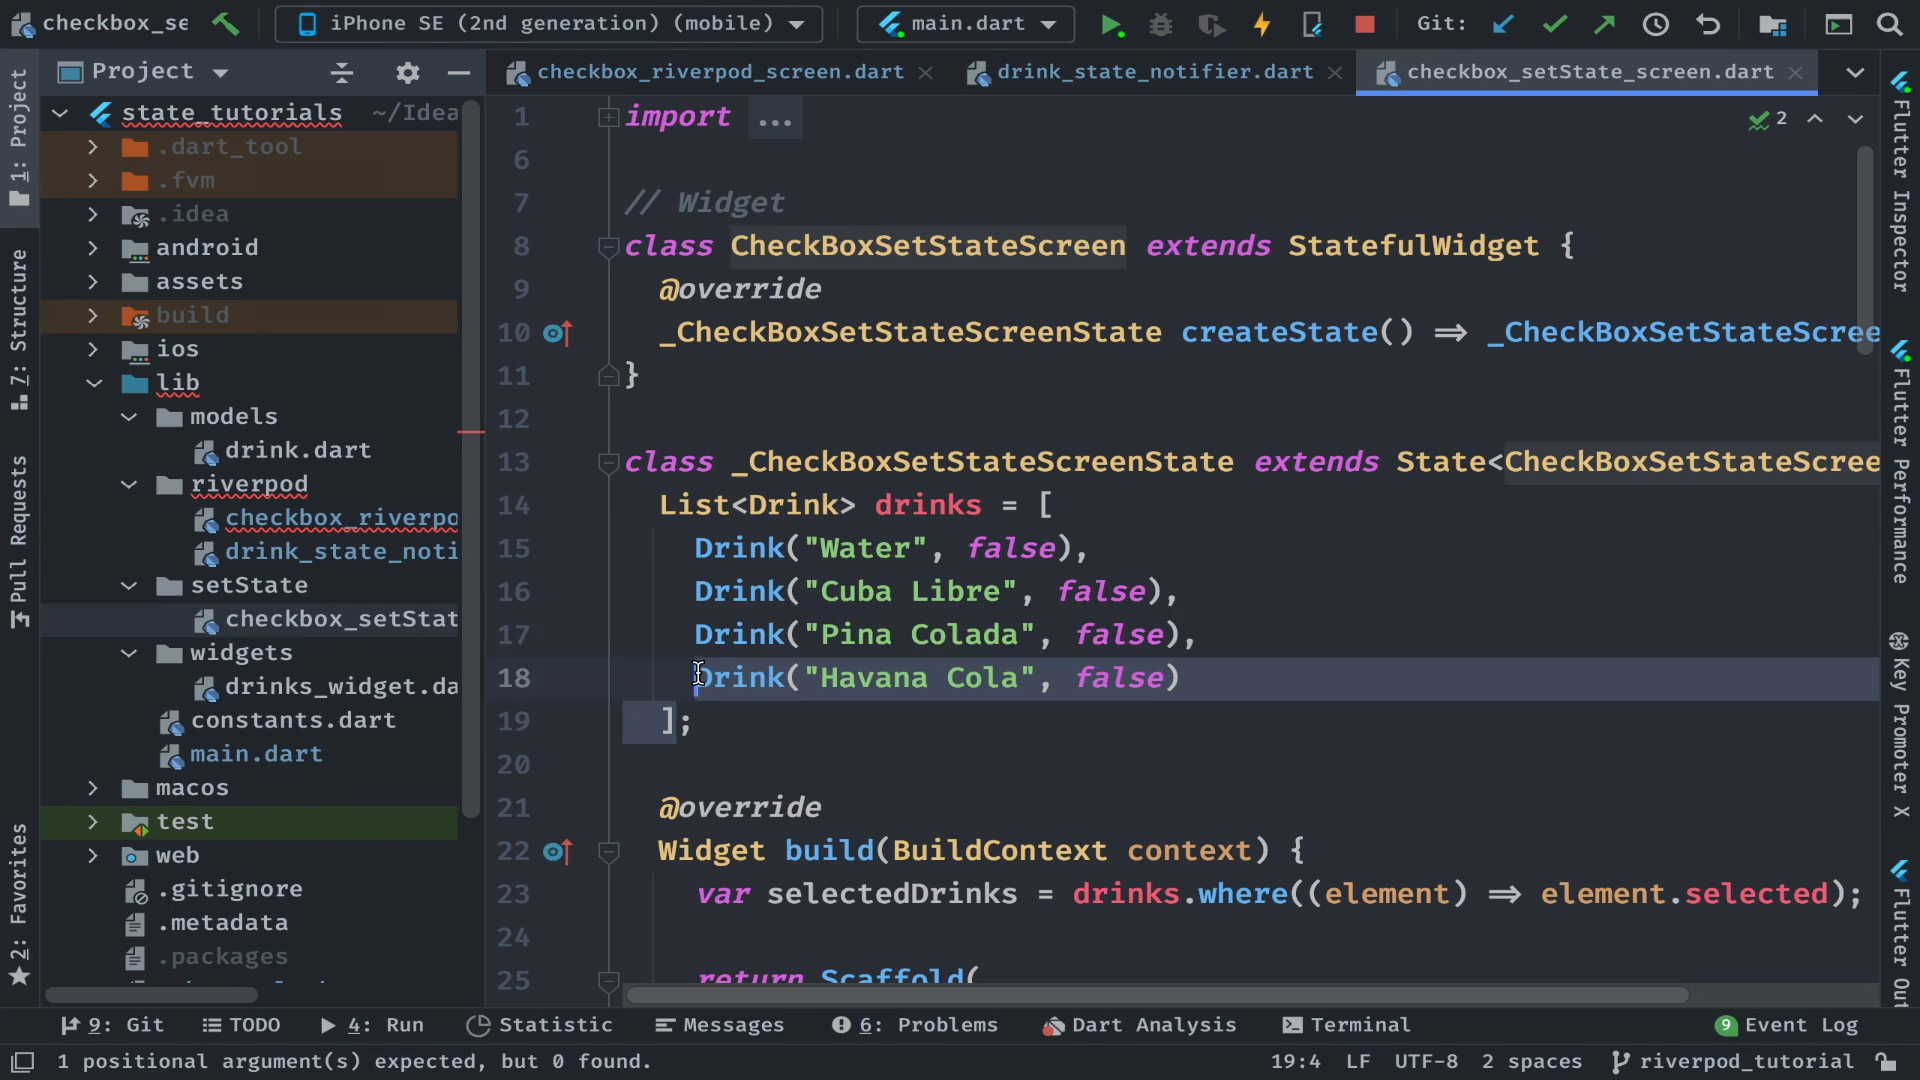 checkbox_se
iPhone SE (2nd generation) (mobile)
main.dart
Git:
Project
checkbox_riverpod_screen.dart
drink_state_notifier.dart
checkbox_setState_screen.dart
1: Project
7: Structure
Pull Requests
2: Favorites
state_tutorials ~/Idea
.dart_tool
.fvm
.idea
android
assets
build
ios
lib
models
drink.dart
riverpod
checkbox_riverpo
drink_state_noti
setState
checkbox_setStat
widgets
drinks_widget.da
constants.dart
main.dart
macos
test
web
.gitignore
.metadata
.packages
1 import ...
2
6
7 // Widget
8 class CheckBoxSetStateScreen extends StatefulWidget {
9 @override
10 _CheckBoxSetStateScreenState createState() => _CheckBoxSetStateScree
11 }
12
13 class _CheckBoxSetStateScreenState extends State<CheckBoxSetStateScree
14 List<Drink> drinks = [
15 Drink("Water", false),
16 Drink("Cuba Libre", false),
17 Drink("Pina Colada", false),
18 Drink("Havana Cola", false)
19 ];
20
21 @override
22 Widget build(BuildContext context) {
23 var selectedDrinks = drinks.where((element) => element.selected);
24
25 return Scaffold(
Flutter Inspector
Flutter Performance
Key Promoter X
Flutter Out
9: Git
TODO
4: Run
Statistic
Messages
6: Problems
Dart Analysis
Terminal
9 Event Log
1 positional argument(s) expected, but 0 found.
19:4 LF UTF-8 2 spaces riverpod_tutorial